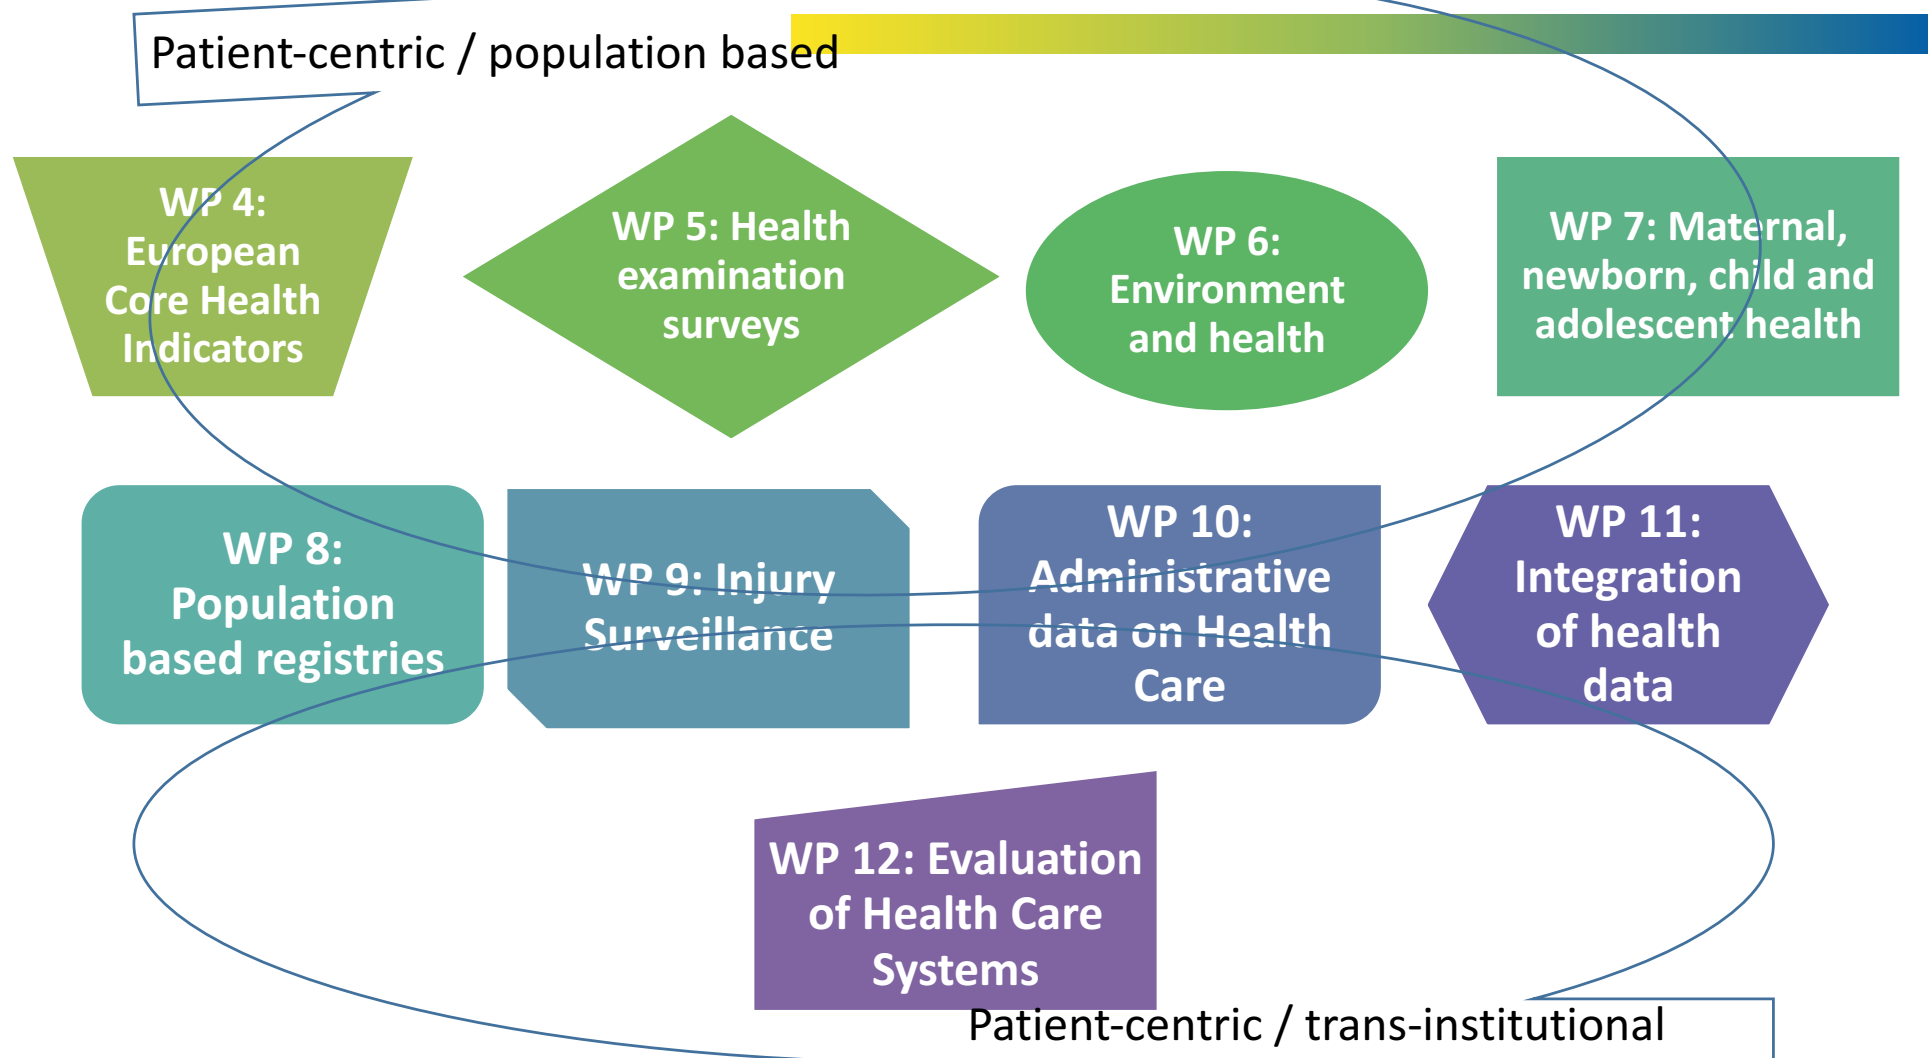 Patient-centric / population based
WP 4:
European
Core Health
Indicators
WP 5: Health
examination
surveys
WP 6:
Environment
and health
WP 7: Maternal,
newborn, child and
adolescent health
WP 8:
Population
based registries
WP 9: Injury
Surveillance
WP 10:
Administrative
data on Health
Care
WP 11:
Integration
of health
data
WP 12: Evaluation
of Health Care
Systems
Patient-centric / trans-institutional